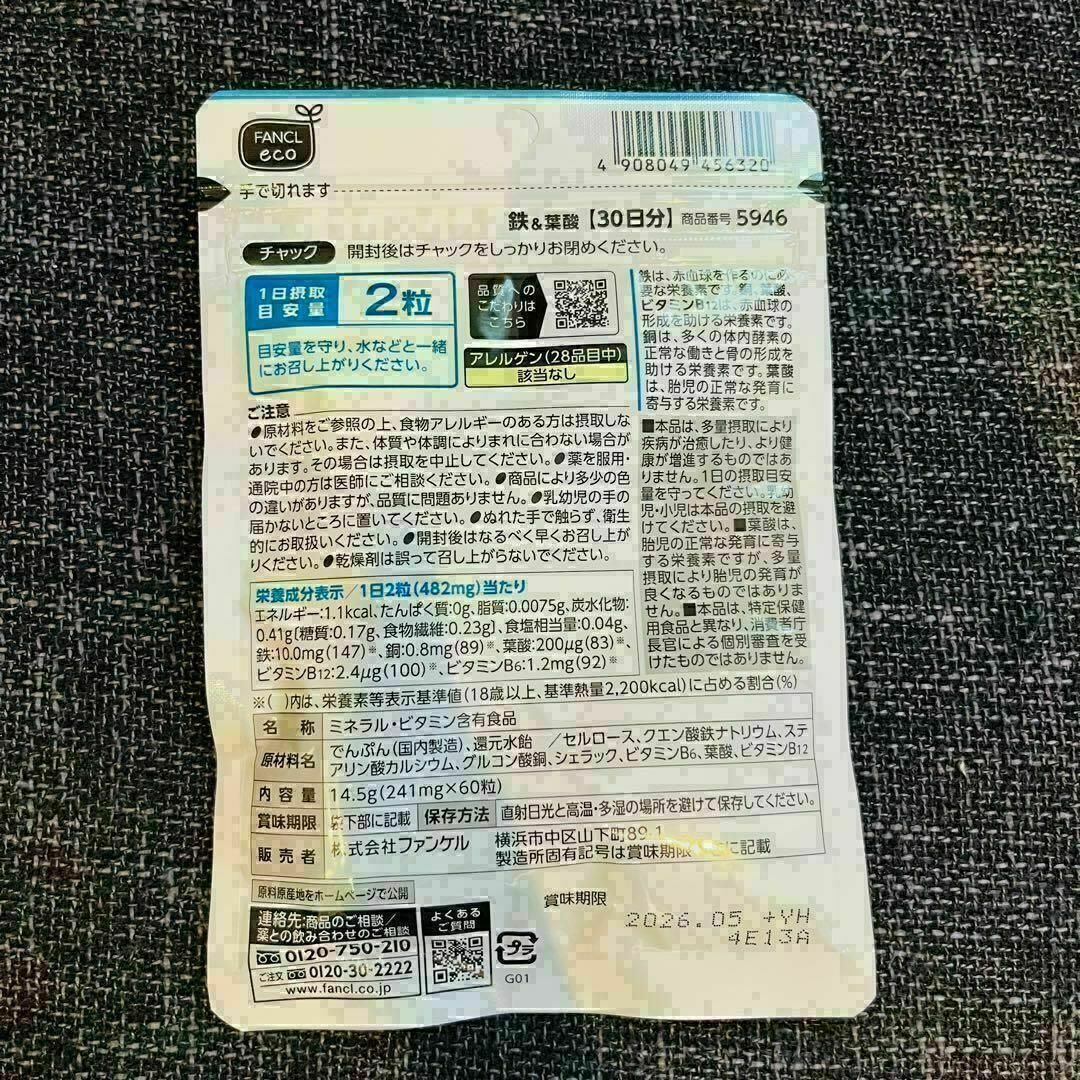 FANCL
eco
4 908049 456320
手で切れます
鉄&葉酸【30日分】商品番号 5946
チャック 開封後はチャックをしっかりお閉めください。
1日摂取
目安量
2粒
目安量を守り、水などと一緒
にお召し上がりください。
品質への
こだわりは
こちら
アレルゲン(28品目中)
該当なし
鉄は、赤血球を作るのに必
要な栄養素です。銅、葉酸、
ビタミンB12は、赤血球の
形成を助ける栄養素です。
銅は、多くの体内酵素の
正常な働きと骨の形成を
助ける栄養素です。葉酸
は、胎児の正常な発育に
寄与する栄養素です。
ご注意
●原材料をご参照の上、食物アレルギーのある方は摂取しな
いでください。また、体質や体調によりまれに合わない場合が
あります。その場合は摂取を中止してください。●薬を服用・
通院中の方は医師にご相談ください。●商品により多少の色
の違いがありますが、品質に問題ありません。●乳幼児の手の
届かないところに置いてください。●ぬれた手で触らず、衛生
的にお取扱いください。●開封後はなるべく早くお召し上が
りください。●乾燥剤は誤って召し上がらないでください。
■本品は、多量摂取により
疾病が治癒したり、より健
康が増進するものではあ
りません。1日の摂取目安
量を守ってください。乳幼
児・小児は本品の摂取を避
けてください。■葉酸は、
胎児の正常な発育に寄与
する栄養素ですが、多量
摂取により胎児の発育が
良くなるものではありま
せん。■本品は、特定保健
用食品と異なり、消費者庁
長官による個別審査を受
けたものではありません。
栄養成分表示/1日2粒(482mg)当たり
エネルギー:1.1kcal、たんぱく質:0g、脂質:0.0075g、炭水化物:
0.41g(糖質:0.17g、食物繊維:0.23g)、食塩相当量:0.04g、
鉄:10.0mg(147)※、銅:0.8mg(89)※、葉酸:200μg(83)※、
ビタミンB12:2.4μg(100)※、ビタミンB6:1.2mg(92)※
※( )内は、栄養素等表示基準値(18歳以上、基準熱量2,200kcal)に占める割合(%)
名 称 ミネラル・ビタミン含有食品
原材料名 でんぷん(国内製造)、還元水飴 /セルロース、クエン酸鉄ナトリウム、ステ
アリン酸カルシウム、グルコン酸銅、シェラック、ビタミンB6、葉酸、ビタミンB12
内容量 14.5g(241mg×60粒)
賞味期限 袋下部に記載 保存方法 直射日光と高温・多湿の場所を避けて保存してください。
販売者 株式会社ファンケル 横浜市中区山下町89-1
製造所固有記号は賞味期限 に記載
原料原産地をホームページで公開
連絡先:商品のご相談/
薬との飲み合わせのご相談
0120-750-210
ご注文 0120-30-2222
www.fancl.co.jp
よくある
ご質問
プラ
G01
賞味期限
2026.05 +YH
4E13A